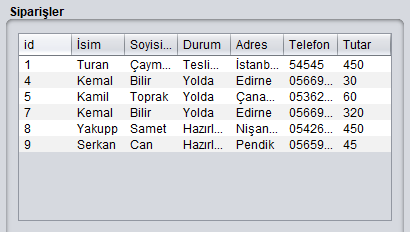 Siparişler
id İsim Soyisi... Durum Adres Telefon Tutar
1 Turan Çaym... Tesli... İstanb... 54545 450
4 Kemal Bilir Yolda Edirne 05669... 30
5 Kamil Toprak Yolda Çana... 05362... 60
7 Kemal Bilir Yolda Edirne 05669... 320
8 Yakupp Samet Hazırl... Nişan... 05426... 450
9 Serkan Can Hazırl... Pendik 05659... 45